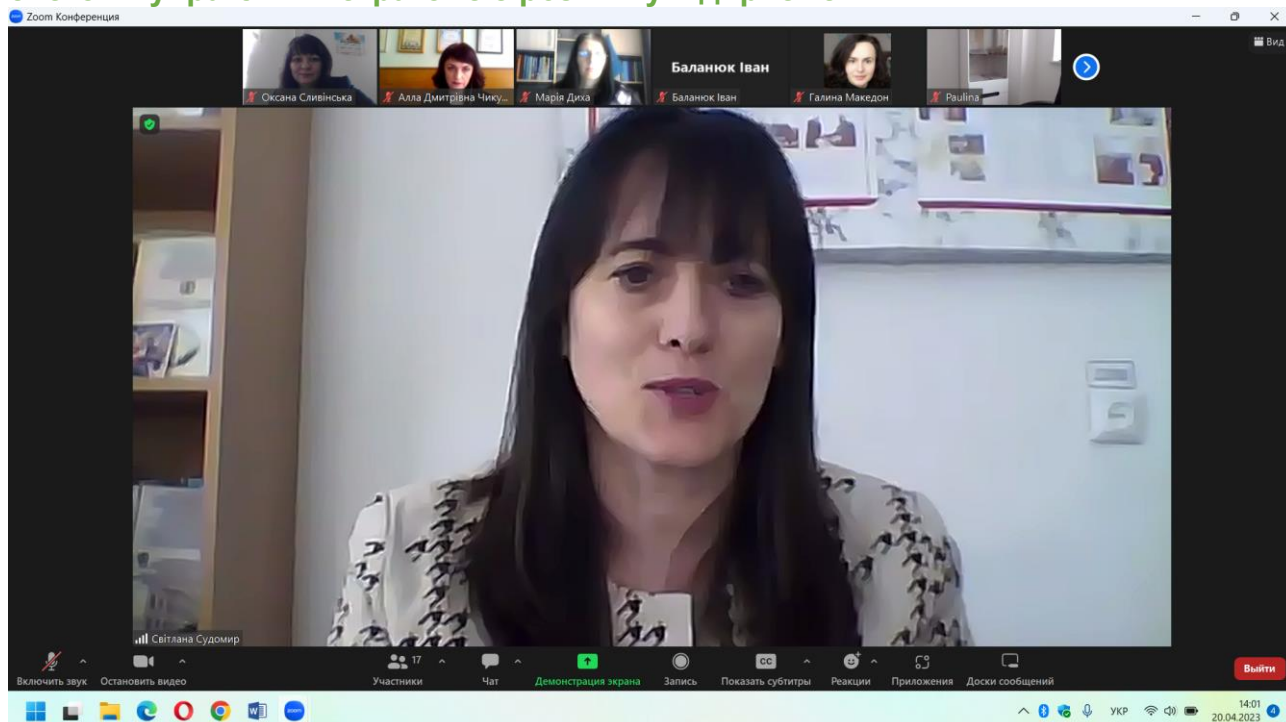 Zoom Конференция
Вид
Баланюк Іван
Оксана Сливінська
Алла Дмитрівна Чику...
Марія Диха
Баланюк Іван
Галина Македон
Paulina
Світлана Судомир
Включить звук
Остановить видео
17
Участники
Чат
Демонстрация экрана
Запись
CC
Показать субтитры
Реакции
Приложения
Доски сообщений
Выйти
УКР
14:01
20.04.2023
4